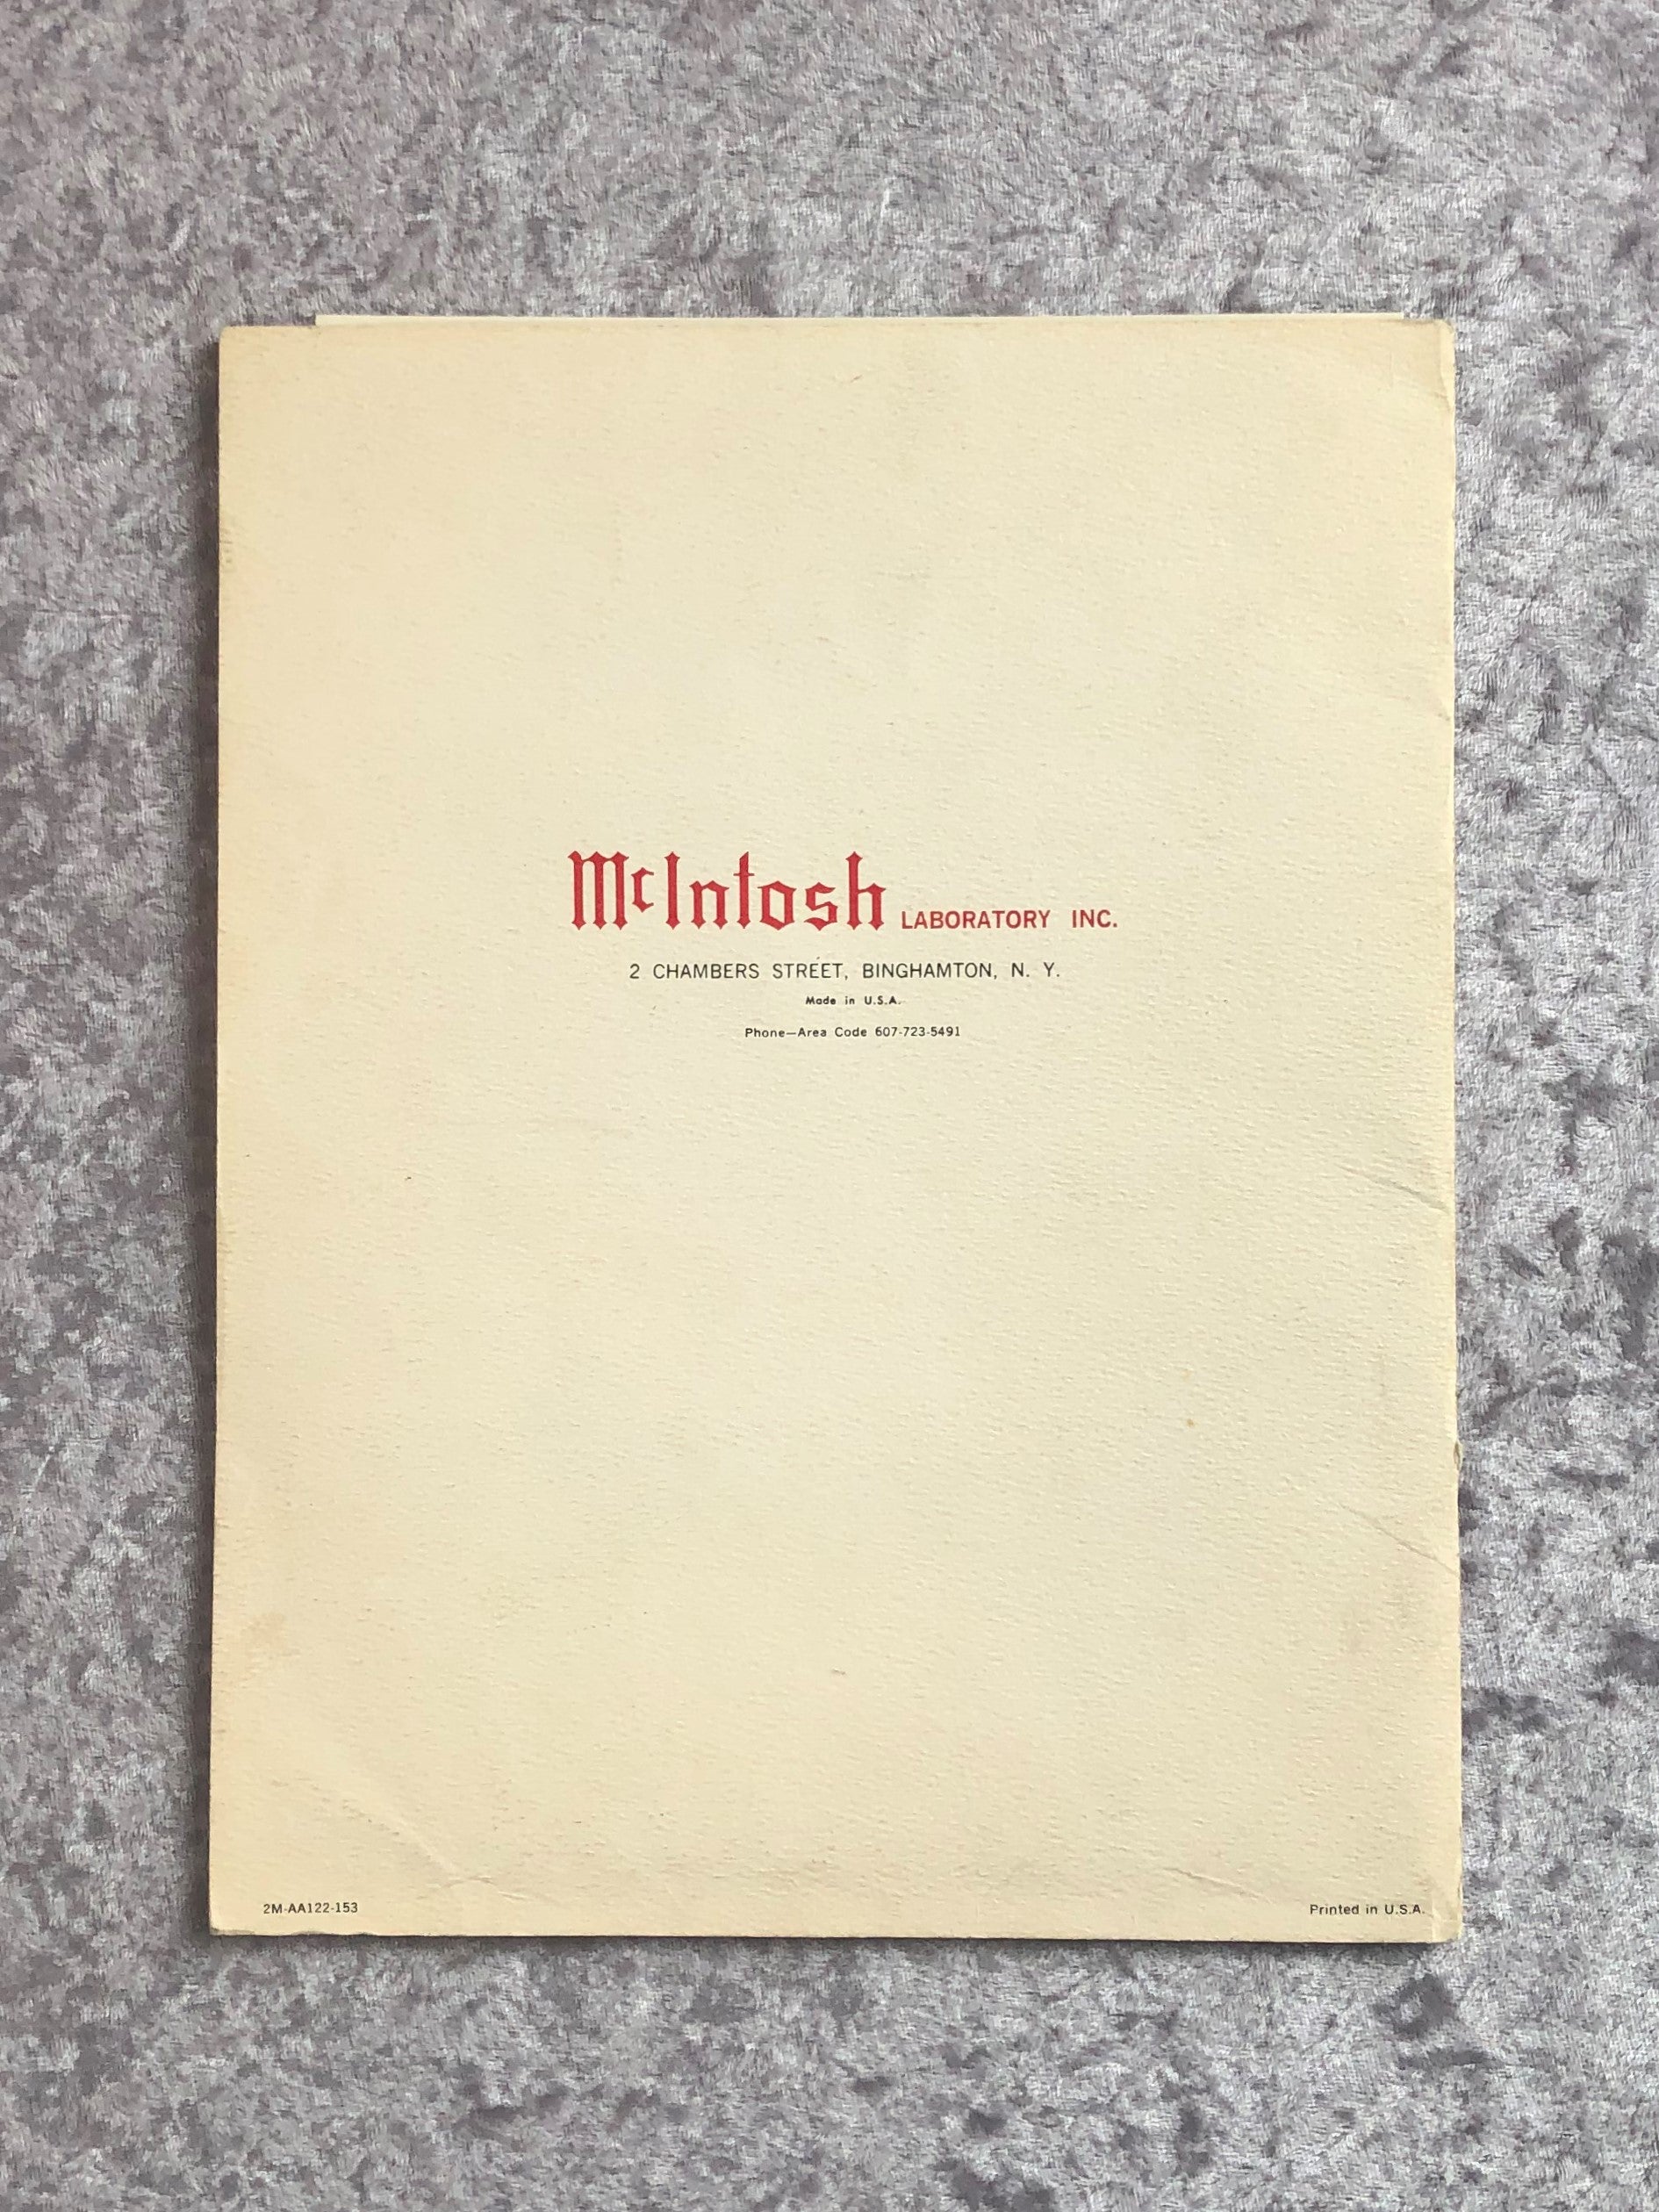 McIntosh LABORATORY INC.
2 CHAMBERS STREET, BINGHAMTON, N. Y.
Made in U.S.A.
Phone—Area Code 607-723-5491
2M-AA122-153
Printed in U.S.A.